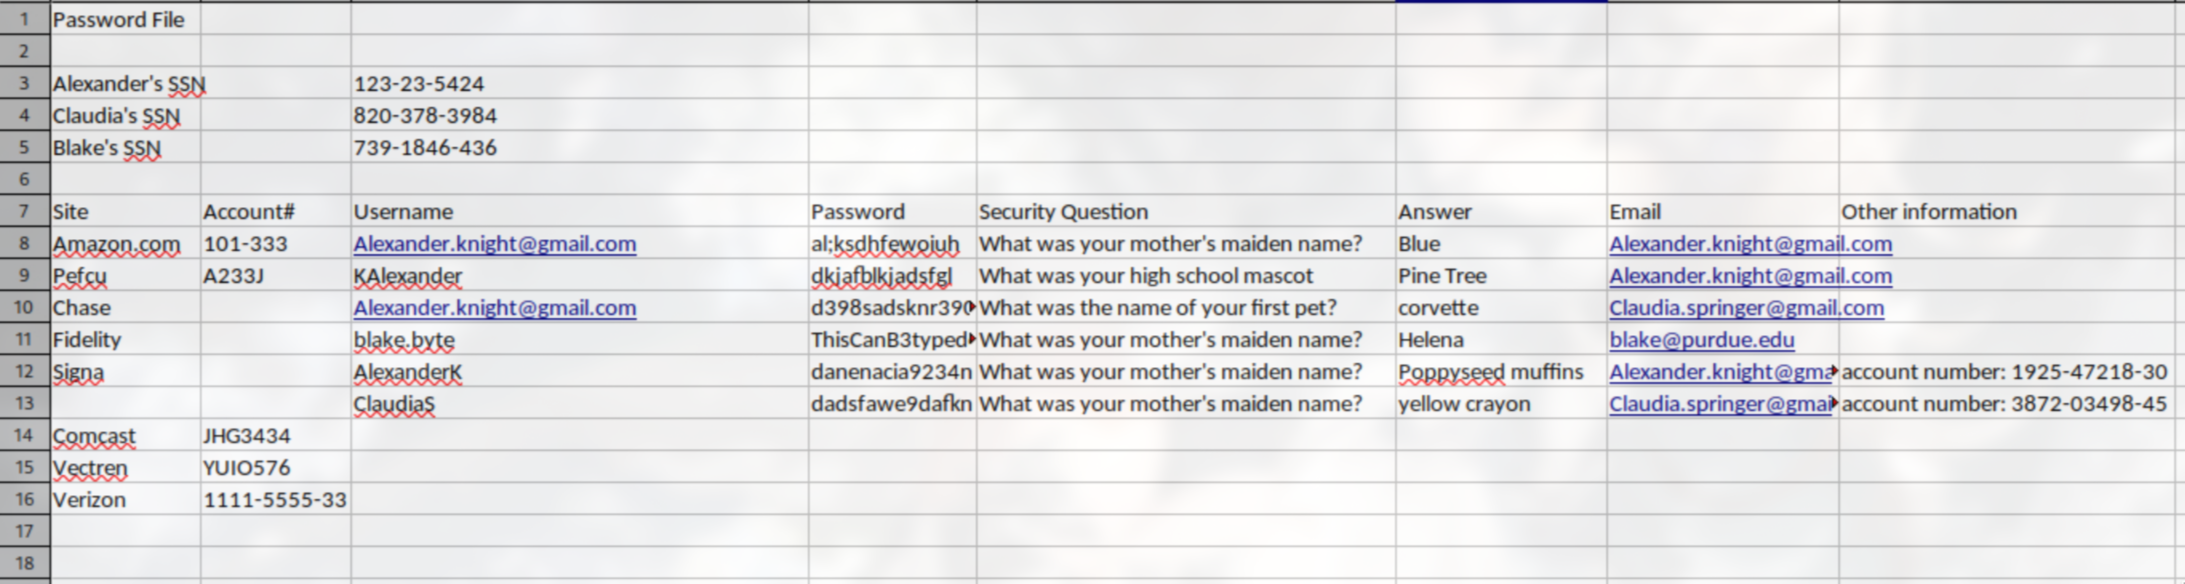 1 Password File
2
3 Alexander's SSN 123-23-5424
4 Claudia's SSN 820-378-3984
5 Blake's SSN 739-1846-436
6
7 Site Account# Username Password Security Question Answer Email Other information
8 Amazon.com 101-333 Alexander.knight@gmail.com al;ksdhfewoiuh What was your mother's maiden name? Blue Alexander.knight@gmail.com
9 Pefcu A233J KAlexander dkjafblkjadsfgl What was your high school mascot Pine Tree Alexander.knight@gmail.com
10 Chase Alexander.knight@gmail.com d398sadsknr390 What was the name of your first pet? corvette Claudia.springer@gmail.com
11 Fidelity blake.byte ThisCanB3typed What was your mother's maiden name? Helena blake@purdue.edu
12 Signa AlexanderK danenacia9234n What was your mother's maiden name? Poppyseed muffins Alexander.knight@gma account number: 1925-47218-30
13 ClaudiaS dadsfawe9dafkn What was your mother's maiden name? yellow crayon Claudia.springer@gmai account number: 3872-03498-45
14 Comcast JHG3434
15 Vectren YUIO576
16 Verizon 1111-5555-33
17
18